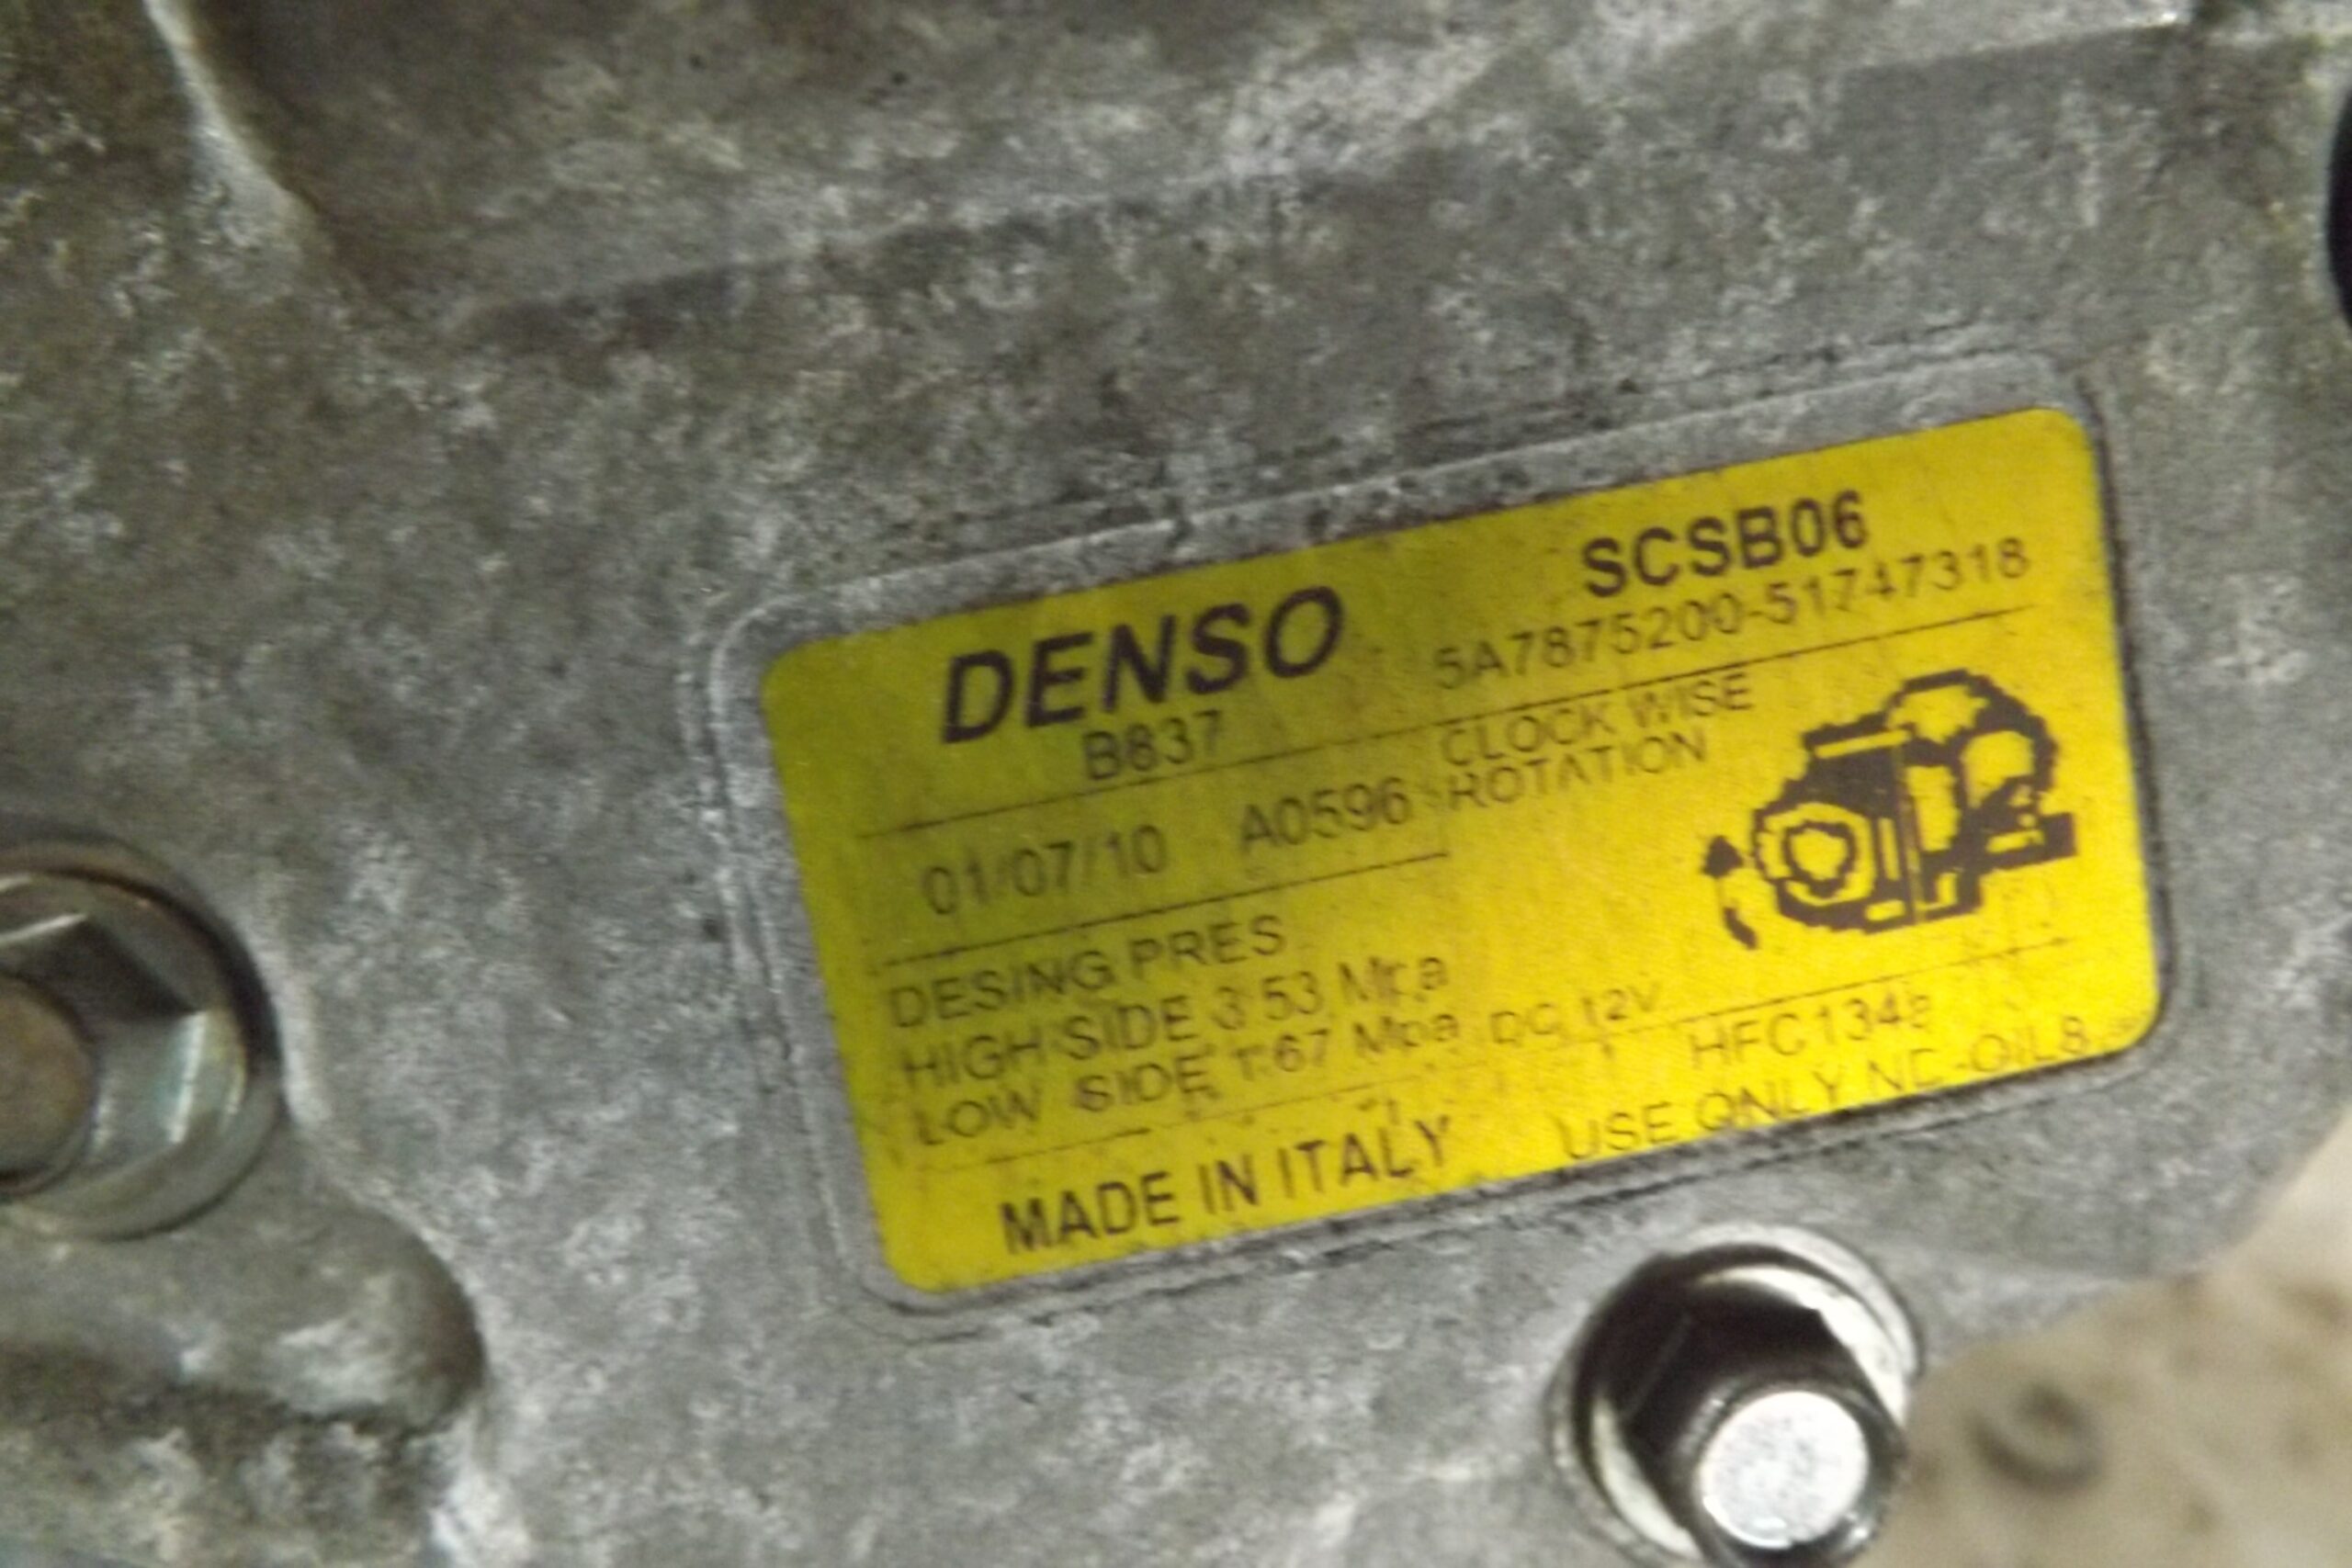 DENSO SCSB06
B837 5A7875200-51747318
01/07/10 A0596 CLOCK WISE
ROTATION
DESING PRES
HIGH SIDE 3.53 Mpa
LOW SIDE 1.67 Mpa DC 12V
HFC134a
MADE IN ITALY USE ONLY ND-OIL8